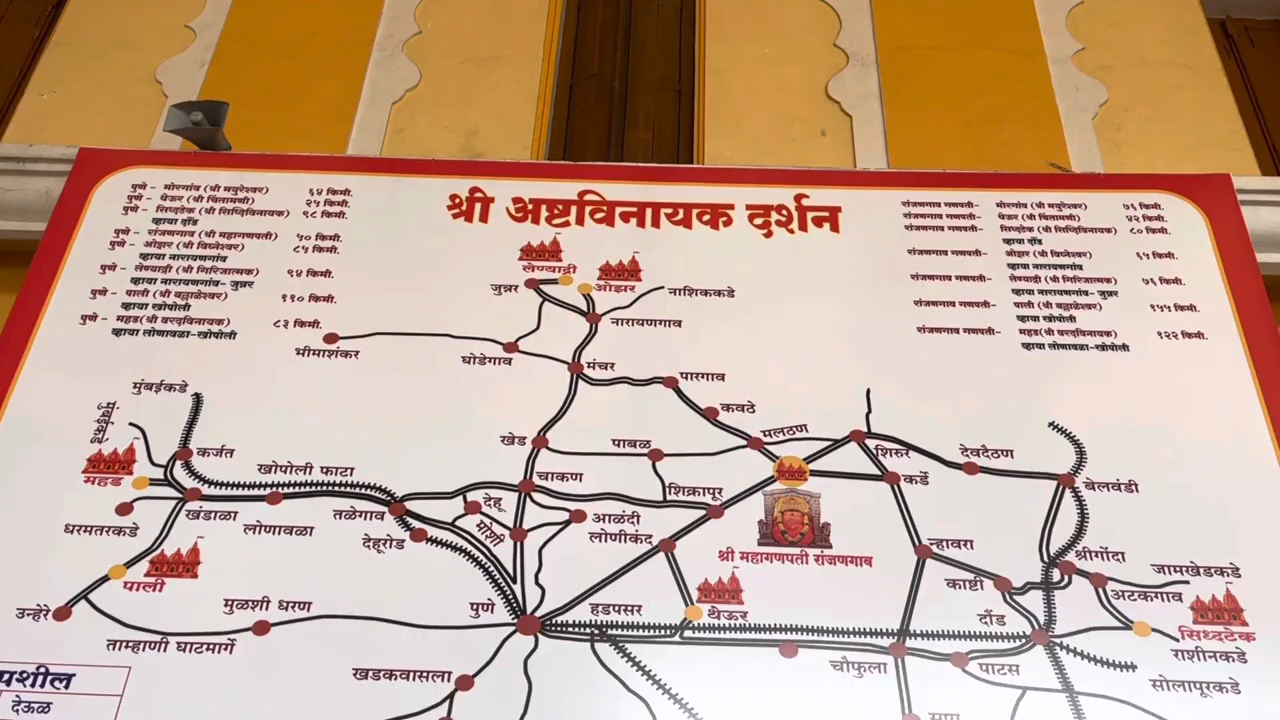 श्री अष्टविनायक दर्शन
पुणे - मोरगांव (श्री मयुरेश्वर) ६४ किमी.
पुणे - थेऊर (श्री चिंतामणी) २५ किमी.
पुणे - सिध्दटेक (श्री सिध्दिविनायक) ९८ किमी.
व्हाया दौंड
पुणे - रांजणगाव (श्री महागणपती) ५० किमी.
पुणे - ओझर (श्री विघ्नेश्वर) ८५ किमी.
व्हाया नारायणगांव
पुणे - लेण्याद्री (श्री गिरिजात्मक) ९४ किमी.
व्हाया नारायणगांव- जुन्नर
पुणे - पाली (श्री बल्लाळेश्वर) ११० किमी.
व्हाया खोपोली
पुणे - महड(श्री वरदविनायक) ८३ किमी.
व्हाया लोणावळा-खोपोली
रांजणगाव गणपती- मोरगांव (श्री मयुरेश्वर) ७६ किमी.
रांजणगाव गणपती- थेऊर (श्री चिंतामणी) ४२ किमी.
रांजणगाव गणपती- सिध्दटेक (श्री सिध्दिविनायक) ८० किमी.
व्हाया दौंड
रांजणगाव गणपती- ओझर (श्री विघ्नेश्वर) ६५ किमी.
व्हाया नारायणगांव
रांजणगाव गणपती- लेण्याद्री (श्री गिरिजात्मक) ७६ किमी.
व्हाया नारायणगांव- जुन्नर
रांजणगाव गणपती- पाली (श्री बल्लाळेश्वर) १५५ किमी.
व्हाया खोपोली
रांजणगाव गणपती- महड(श्री वरदविनायक) १२२ किमी.
व्हाया लोणावळा-खोपोली
लेण्याद्री
जुन्नर
ओझर
नाशिककडे
नारायणगाव
भीमाशंकर
घोडेगाव
मंचर
पारगाव
मुंबईकडे
मुंबईकडे
कवठे
मलठण
खेड
पाबळ
शिरुर
देवदैठण
कर्जत
खोपोली फाटा
चाकण
शिक्रापूर
कर्डे
बेलवंडी
महड
धरमतरकडे
खंडाळा
लोणावळा
तळेगाव
देहू
मोशी
आळंदी
देहूरोड
लोणीकंद
श्री महागणपती रांजणगाव
न्हावरा
श्रीगोंदा
जामखेडकडे
काष्टी
अटकगाव
पाली
उन्हेरे
मुळशी धरण
पुणे
हडपसर
थेऊर
दौंड
सिध्दटेक
राशीनकडे
ताम्हाणी घाटमार्गे
खडकवासला
चौफुला
पाटस
सोलापूरकडे
पशील
देऊळ